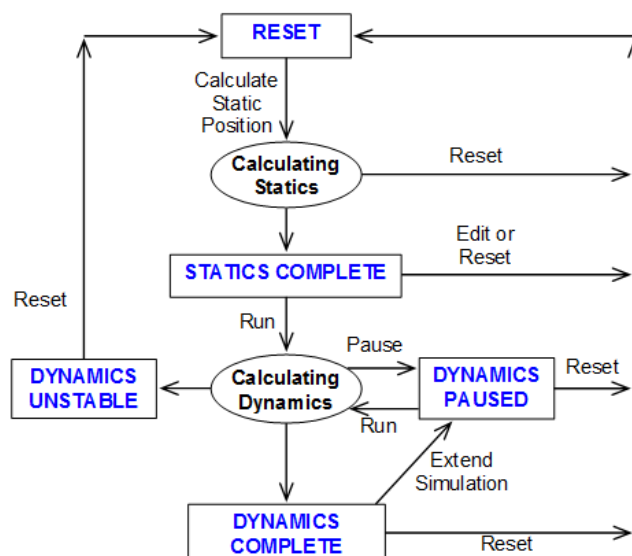 RESET
Calculate
Static
Position
Calculating
Statics
Reset
STATICS COMPLETE
Edit or
Reset
Reset
Run
Pause
DYNAMICS
UNSTABLE
Calculating
Dynamics
DYNAMICS
PAUSED
Reset
Run
Extend
Simulation
DYNAMICS
COMPLETE
Reset